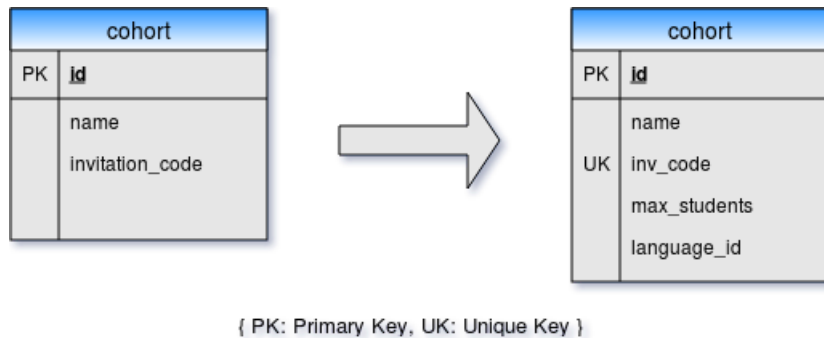 cohort
PK id
name
invitation_code
cohort
PK id
name
UK inv_code
max_students
language_id
{ PK: Primary Key, UK: Unique Key }